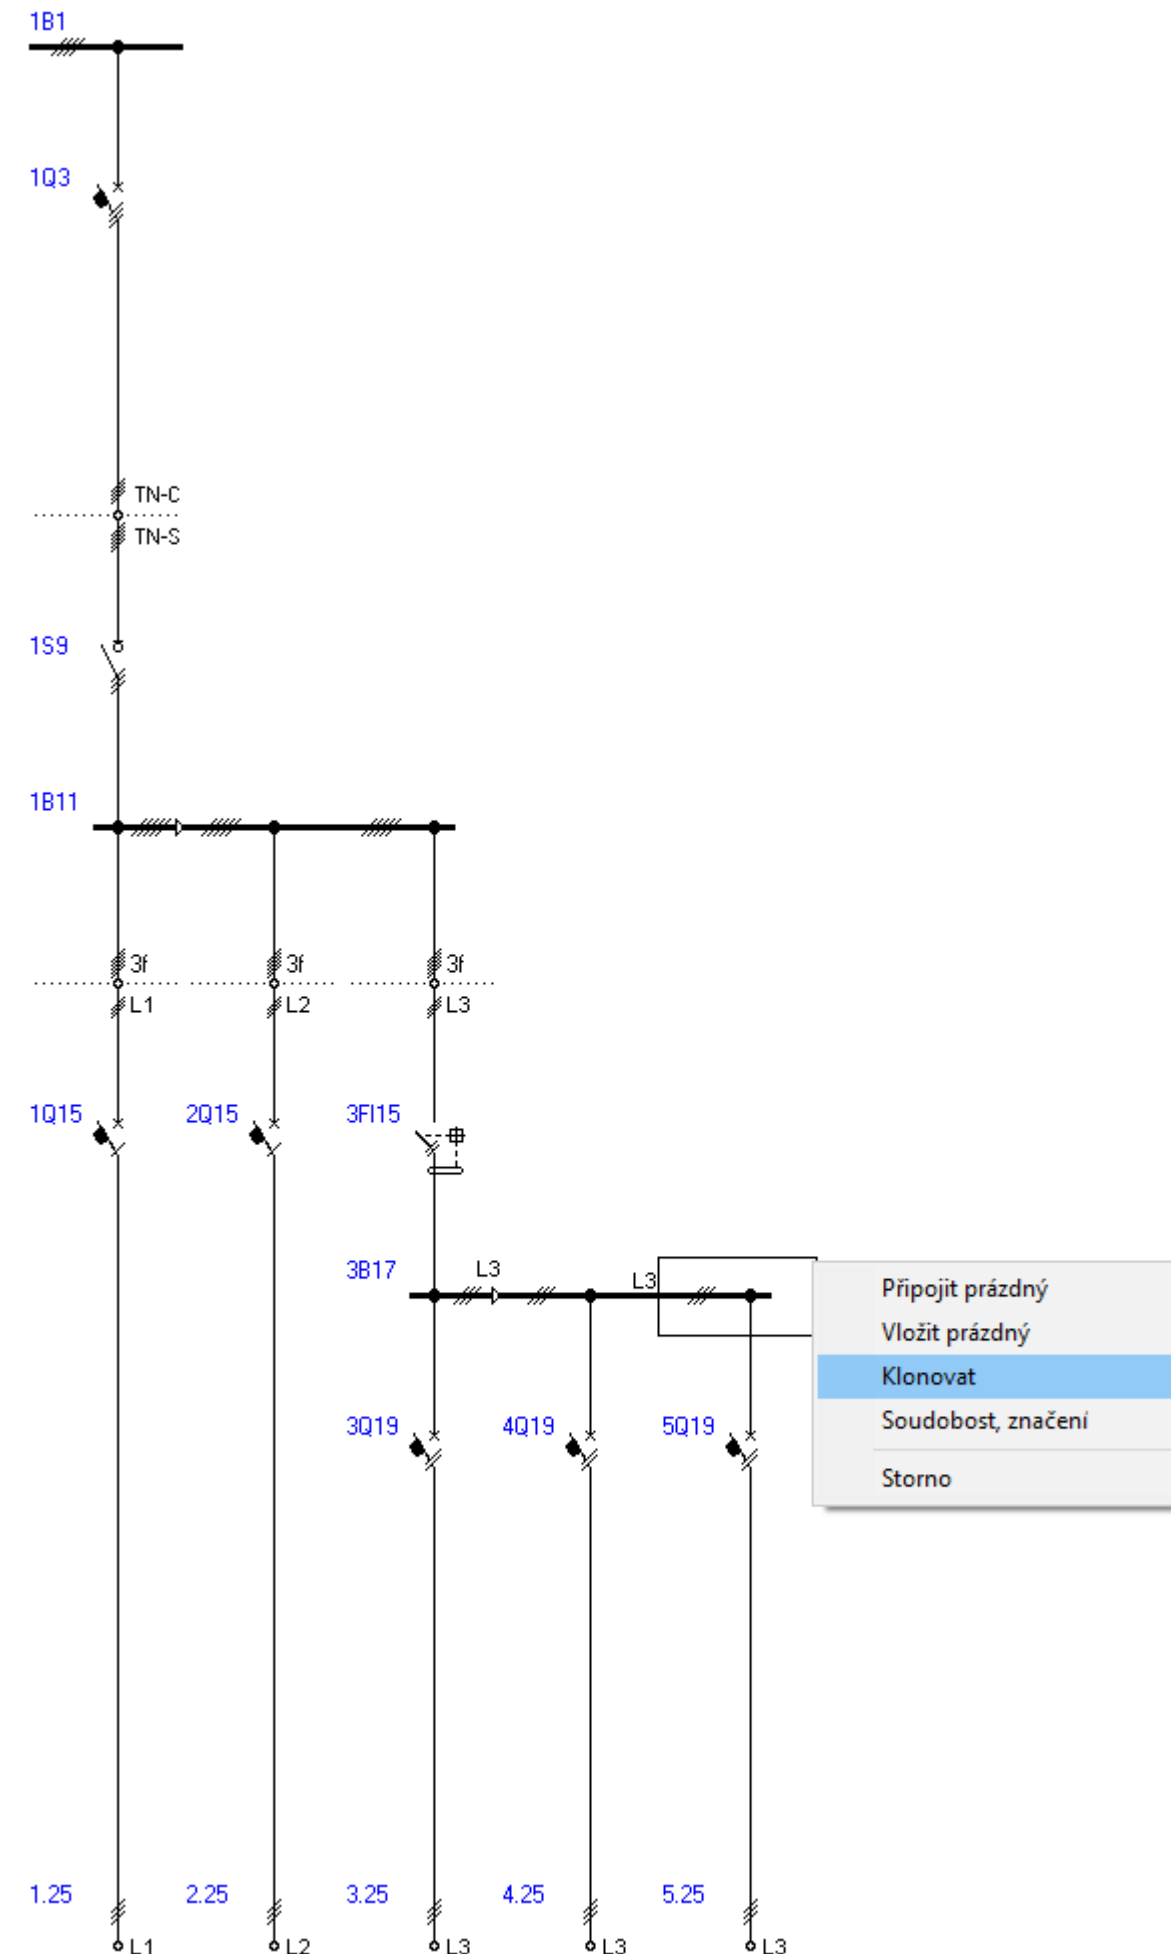 1B1
1Q3
TN-C
TN-S
1S9
1B11
3f 3f 3f
L1 L2 L3
1Q15 2Q15 3FI15
3B17 L3 L3
Připojit prázdný
Vložit prázdný
Klonovat
Soudobost, značení
Storno
3Q19 4Q19 5Q19
1.25 2.25 3.25 4.25 5.25
L1 L2 L3 L3 L3